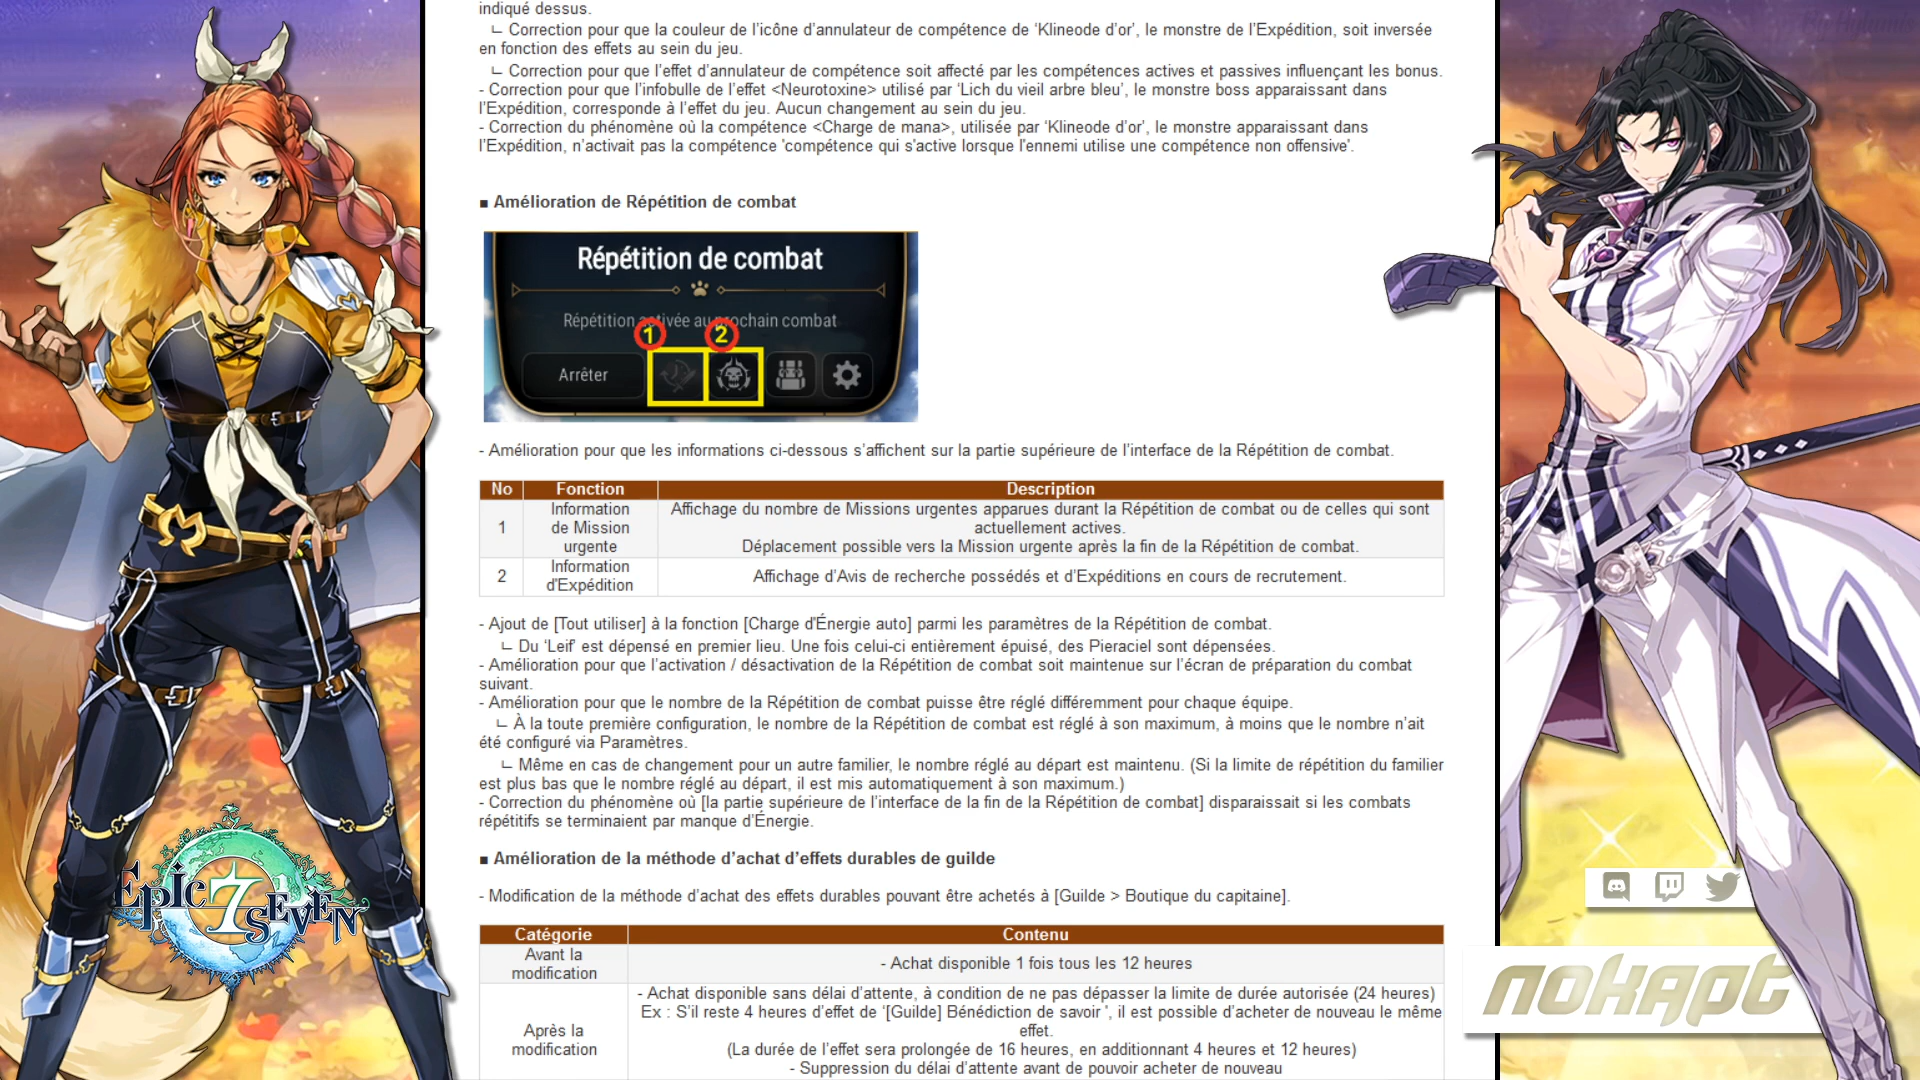 indiqué dessus.
ㄴ Correction pour que la couleur de l’icône d’annulateur de compétence de ‘Klineode d’or’, le monstre de l’Expédition, soit inversée
en fonction des effets au sein du jeu.
ㄴ Correction pour que l’effet d’annulateur de compétence soit affecté par les compétences actives et passives influençant les bonus.
- Correction pour que l’infobulle de l’effet <Neurotoxine> utilisé par ‘Lich du vieil arbre bleu’, le monstre boss apparaissant dans
l’Expédition, corresponde à l’effet du jeu. Aucun changement au sein du jeu.
- Correction du phénomène où la compétence <Charge de mana>, utilisée par ‘Klineode d’or’, le monstre apparaissant dans
l’Expédition, n’activait pas la compétence 'compétence qui s'active lorsque l'ennemi utilise une compétence non offensive'.
■ Amélioration de Répétition de combat
Répétition de combat
Répétition activée au prochain combat
1
2
Arrêter
- Amélioration pour que les informations ci-dessous s’affichent sur la partie supérieure de l’interface de la Répétition de combat.
No Fonction Description
1 Information de Mission urgente Affichage du nombre de Missions urgentes apparues durant la Répétition de combat ou de celles qui sont
actuellement actives.
Déplacement possible vers la Mission urgente après la fin de la Répétition de combat.
2 Information d'Expédition Affichage d’Avis de recherche possédés et d’Expéditions en cours de recrutement.
- Ajout de [Tout utiliser] à la fonction [Charge d'Énergie auto] parmi les paramètres de la Répétition de combat.
ㄴ Du ‘Leif’ est dépensé en premier lieu. Une fois celui-ci entièrement épuisé, des Pieraciel sont dépensées.
- Amélioration pour que l’activation / désactivation de la Répétition de combat soit maintenue sur l’écran de préparation du combat
suivant.
- Amélioration pour que le nombre de la Répétition de combat puisse être réglé différemment pour chaque équipe.
ㄴ À la toute première configuration, le nombre de la Répétition de combat est réglé à son maximum, à moins que le nombre n’ait
été configuré via Paramètres.
ㄴ Même en cas de changement pour un autre familier, le nombre réglé au départ est maintenu. (Si la limite de répétition du familier
est plus bas que le nombre réglé au départ, il est mis automatiquement à son maximum.)
- Correction du phénomène où [la partie supérieure de l’interface de la fin de la Répétition de combat] disparaissait si les combats
répétitifs se terminaient par manque d’Énergie.
■ Amélioration de la méthode d’achat d’effets durables de guilde
- Modification de la méthode d’achat des effets durables pouvant être achetés à [Guilde > Boutique du capitaine].
Catégorie Contenu
Avant la modification - Achat disponible 1 fois tous les 12 heures
Après la modification - Achat disponible sans délai d’attente, à condition de ne pas dépasser la limite de durée autorisée (24 heures)
Ex : S’il reste 4 heures d’effet de ‘[Guilde] Bénédiction de savoir ’, il est possible d’acheter de nouveau le même
effet.
(La durée de l’effet sera prolongée de 16 heures, en additionnant 4 heures et 12 heures)
- Suppression du délai d’attente avant de pouvoir acheter de nouveau
EPIC 7 SEVEN
nokapt